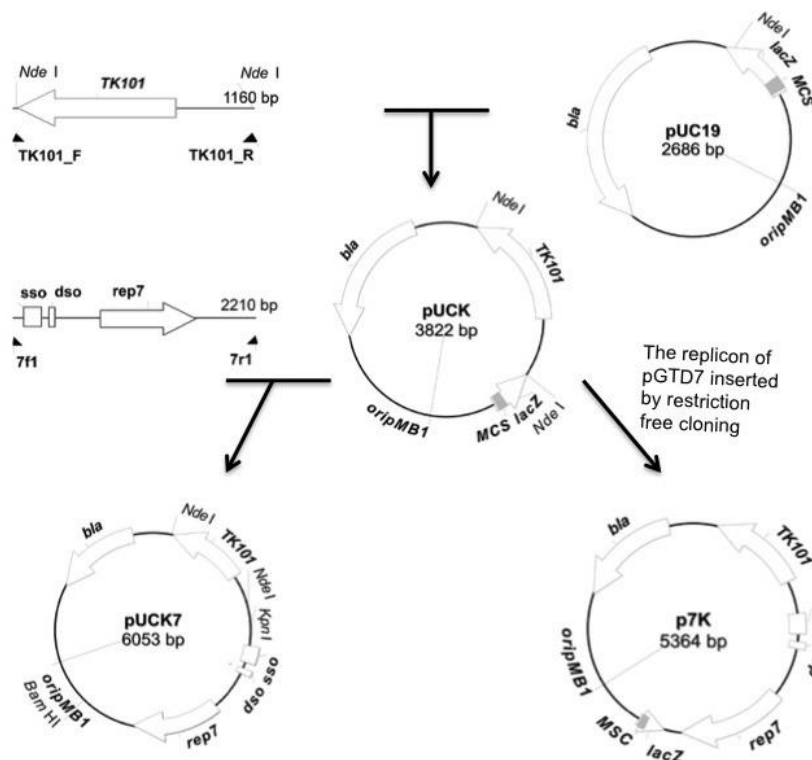 Nde I
TK101
Nde I
1160 bp
TK101_F
TK101_R
Nde I
lacZ
MCS
bla
pUC19
2686 bp
oripMB1
sso
dso
rep7
2210 bp
7f1
7r1
Nde I
bla
TK101
pUCK
3822 bp
oripMB1
MCS
lacZ
Nde I
The replicon of
pGTD7 inserted
by restriction
free cloning
Nde I
bla
TK101
Nde I
Kpn I
pUCK7
6053 bp
dso sso
oripMB1
Bam HI
rep7
bla
TK101
p7K
5364 bp
oripMB1
MSC
lacZ
rep7